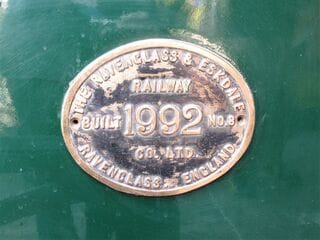 THE RAVENGLASS & ESKDALE
RAILWAY
BUILT 1992 NO.8
CO. LTD.
RAVENGLASS ENGLAND